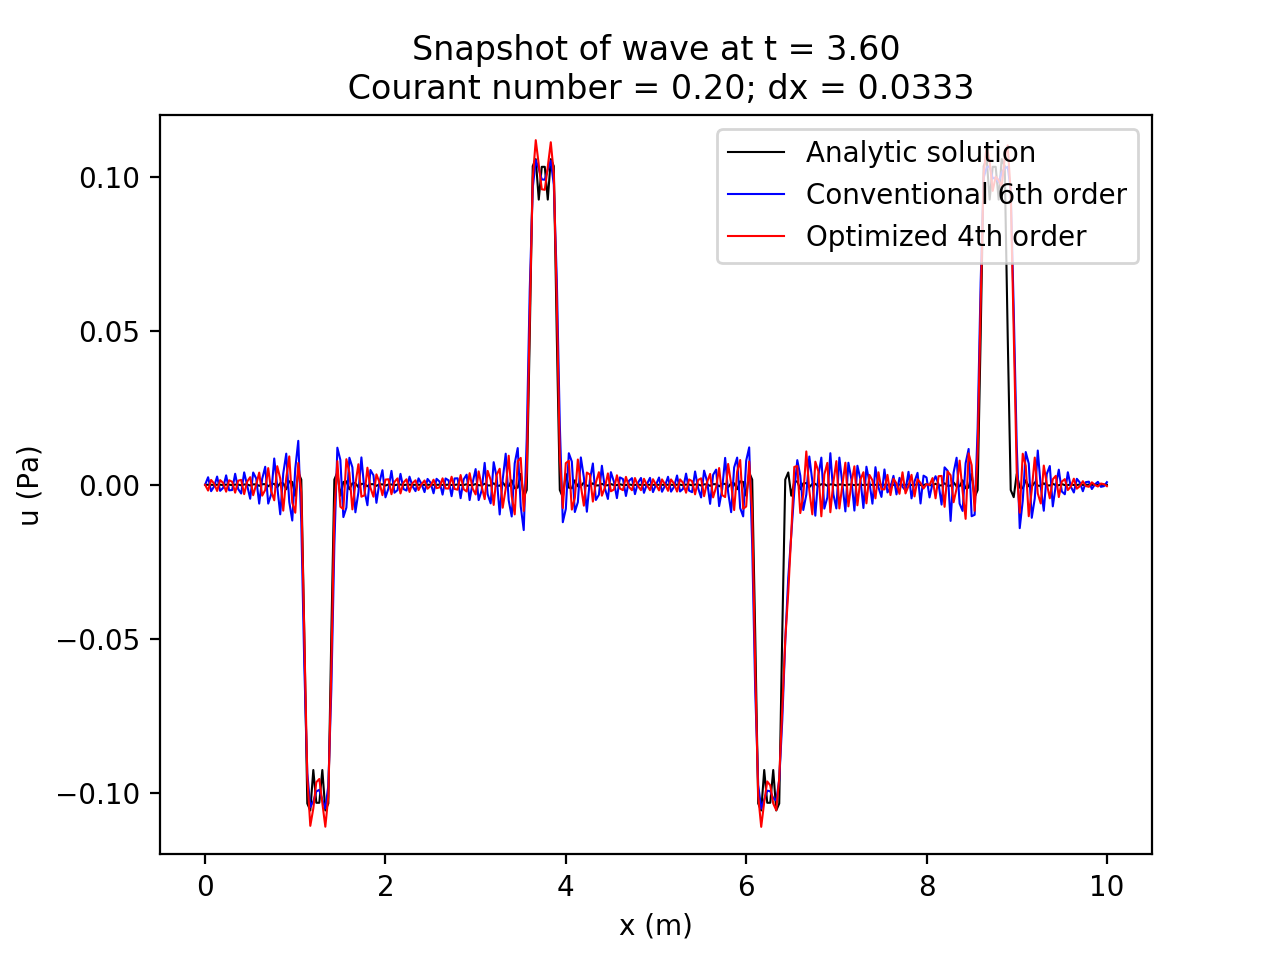 Snapshot of wave at t = 3.60
Courant number = 0.20; dx = 0.0333
Analytic solution
Conventional 6th order
Optimized 4th order
0.10
0.05
0.00
−0.05
−0.10
u (Pa)
0 2 4 6 8 10
x (m)